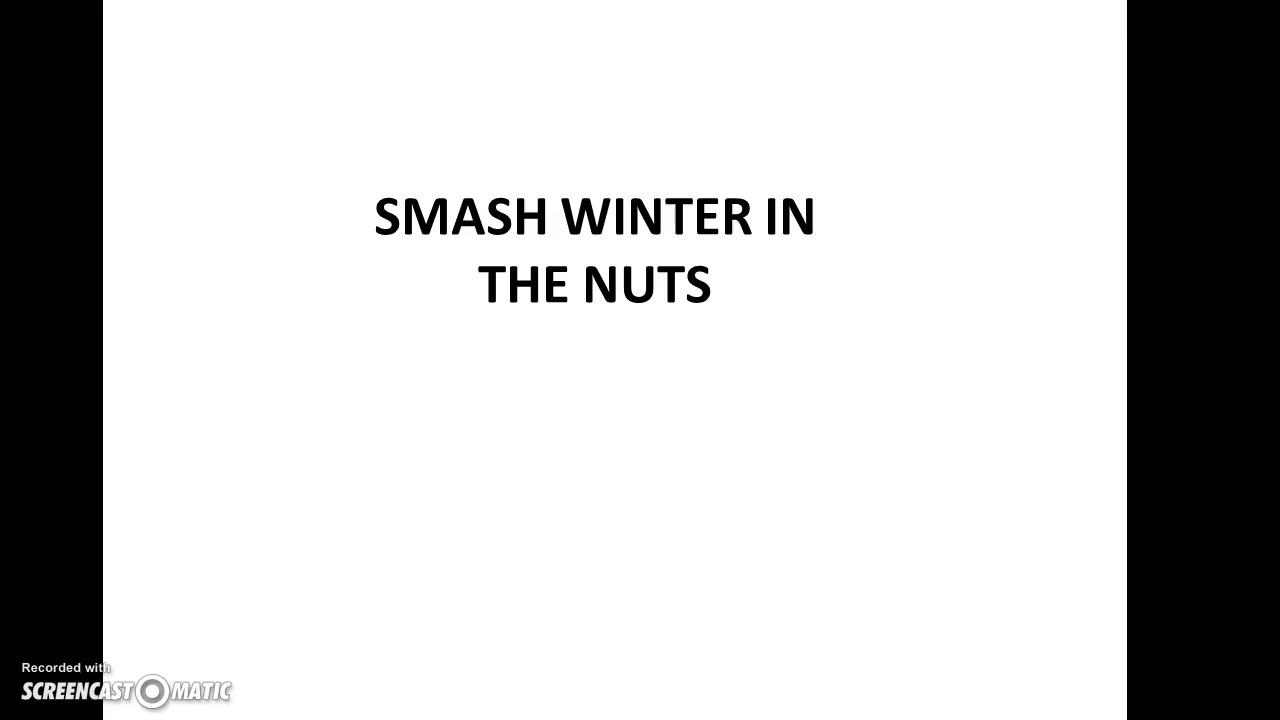 SMASH WINTER IN
THE NUTS
Recorded with
SCREENCAST MATIC